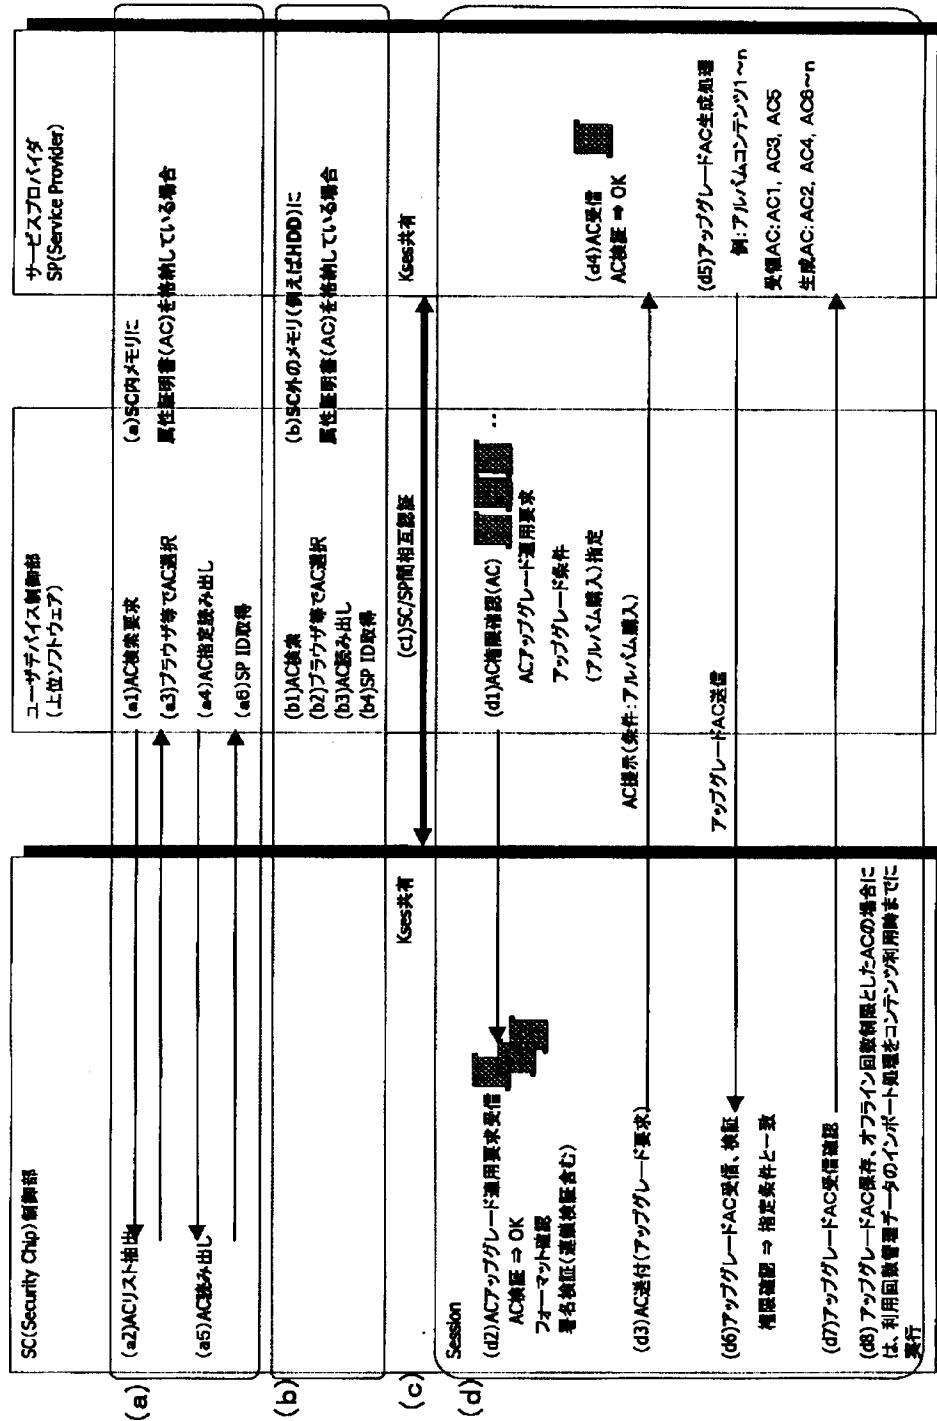 SC(Security Chip)制御部
ユーザデバイス制御部
(上位ソフトウェア)
サービスプロバイダ
SP(Service Provider)
(a)
(a1)AC検索要求
(a2)ACリスト抽出
(a3)ブラウザ等でAC選択
(a4)AC指定読み出し
(a5)AC読み出し
(a6)SP ID取得
(a)SC内メモリに
属性証明書(AC)を格納している場合
(b)
(b1)AC検索
(b2)ブラウザ等でAC選択
(b3)AC読み出し
(b4)SP ID取得
(b)SC外のメモリ(例えばHDD)に
属性証明書(AC)を格納している場合
(c)
Kses共有
(c1)SC/SP間相互認証
Kses共有
(d)
Session
(d1)AC権限確認(AC)
ACアップグレード適用要求
アップグレード条件
(アルバム購入)指定
(d2)ACアップグレード適用要求受信
AC検証 ⇒ OK
フォーマット確認
署名検証(連鎖検証含む)
(d3)AC送付(アップグレード要求)
AC提示(条件:アルバム購入)
(d4)AC受信
AC検証 ⇒ OK
(d5)アップグレードAC生成処理
例:アルバムコンテンツ1~n
受領AC:AC1, AC3, AC5
生成AC:AC2, AC4, AC6~n
アップグレードAC送信
(d6)アップグレードAC受信、検証
権限確認 ⇒ 指定条件と一致
(d7)アップグレードAC受信確認
(d8) アップグレードAC保存、オフライン回数制限としたACの場合に
は、利用回数管理データのインポート処理をコンテンツ利用時までに
実行